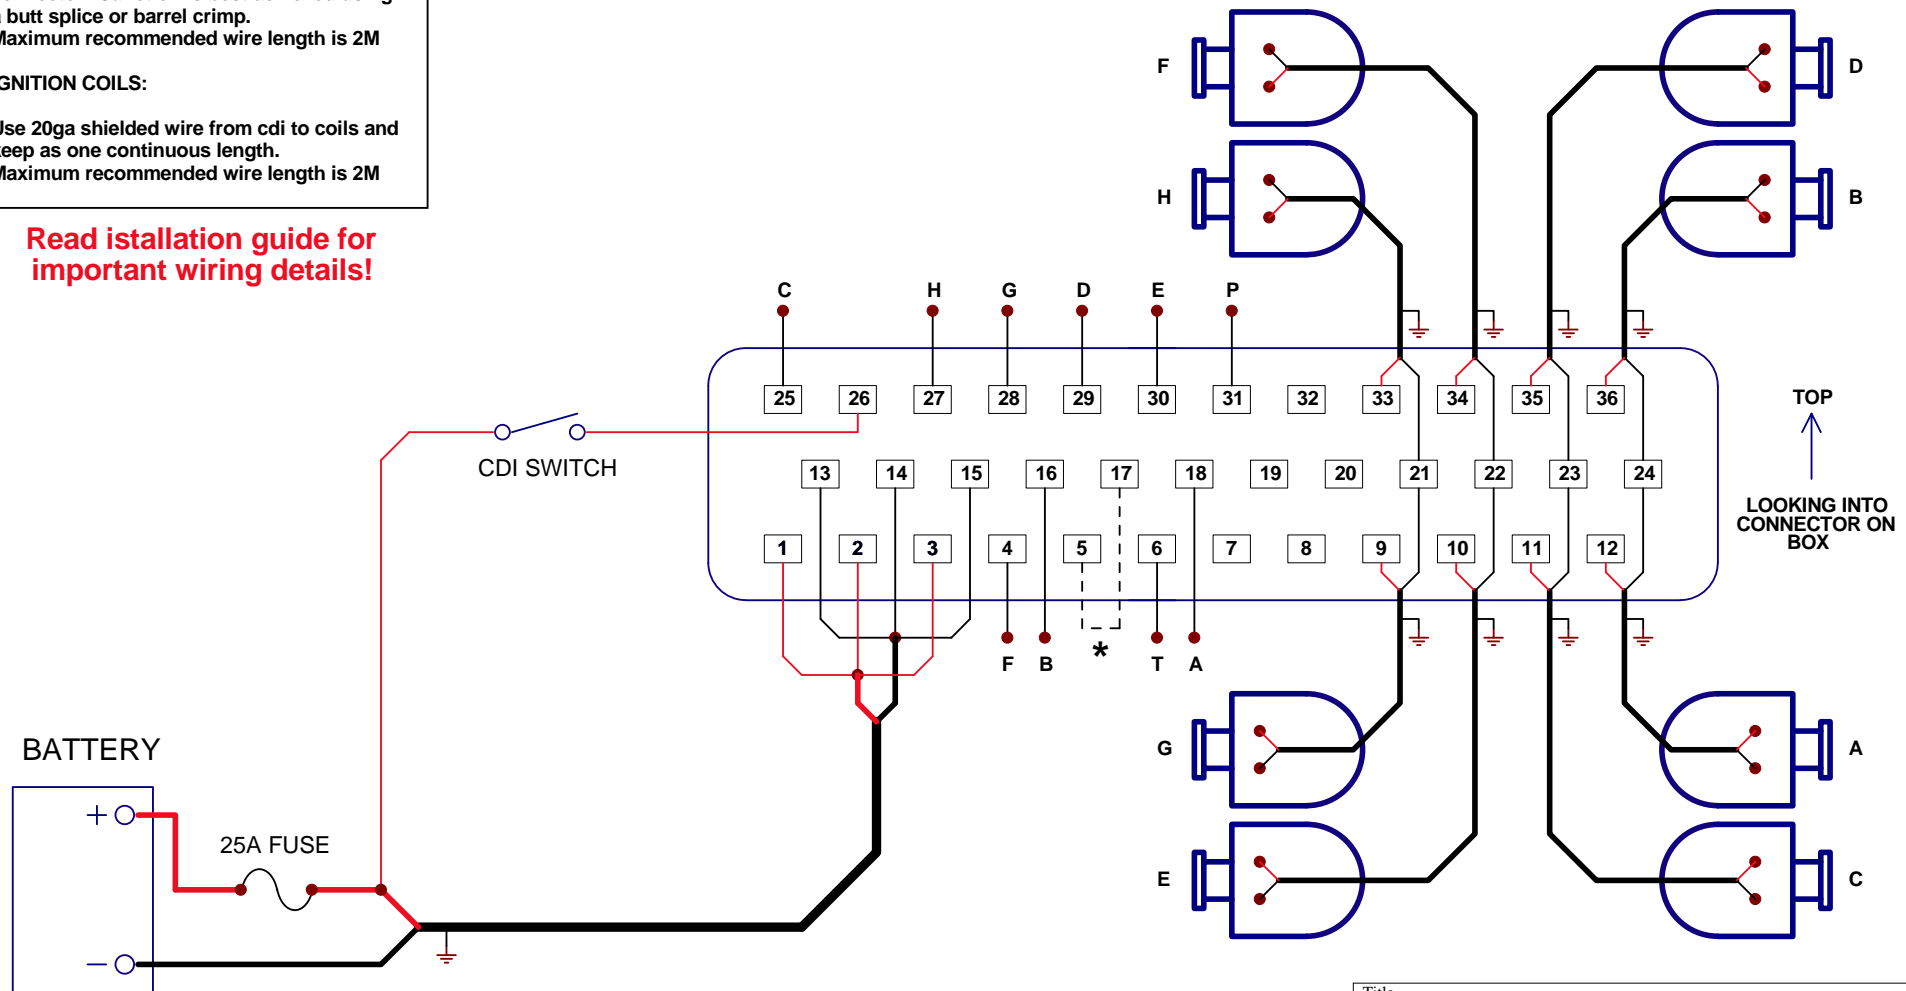 a butt splice or barrel crimp.
Maximum recommended wire length is 2M
IGNITION COILS:
Use 20ga shielded wire from cdi to coils and
keep as one continuous length.
Maximum recommended wire length is 2M
Read istallation guide for
important wiring details!
F
D
H
B
C H G D E P
25 26 27 28 29 30 31 32 33 34 35 36
TOP
CDI SWITCH
13 14 15 16 17 18 19 20 21 22 23 24
LOOKING INTO
CONNECTOR ON
BOX
1 2 3 4 5 6 7 8 9 10 11 12
F B * T A
BATTERY
G
A
+
25A FUSE
E
C
−
Title